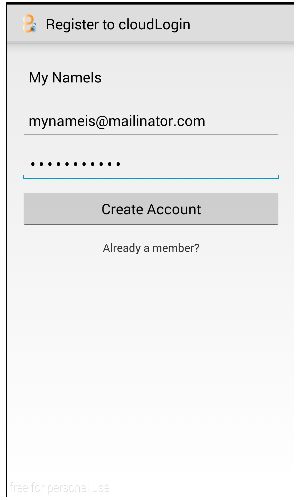 Register to cloudLogin
My NameIs
mynameis@mailinator.com
•••••••••••
Create Account
Already a member?
free for personal use